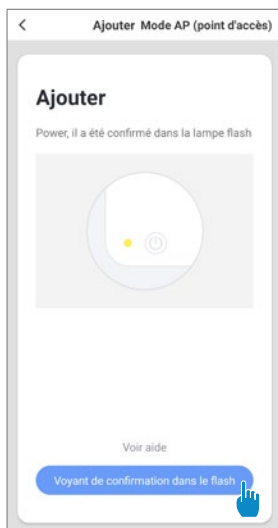 Ajouter Mode AP (point d'accès)
Ajouter
Power, il a été confirmé dans la lampe flash
Voir aide
Voyant de confirmation dans le flash